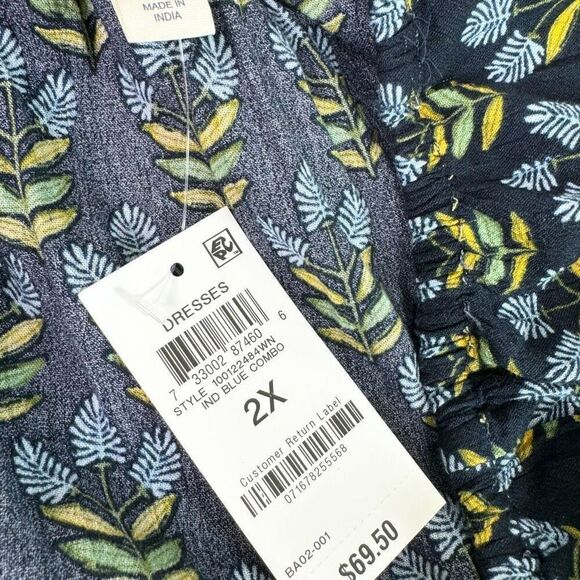 MADE IN
INDIA
DRESSES
7 33002 87460 6
STYLE 100122484WN
IND BLUE COMBO
2X
Customer Return Label
071678255568
BA02-001
$69.50